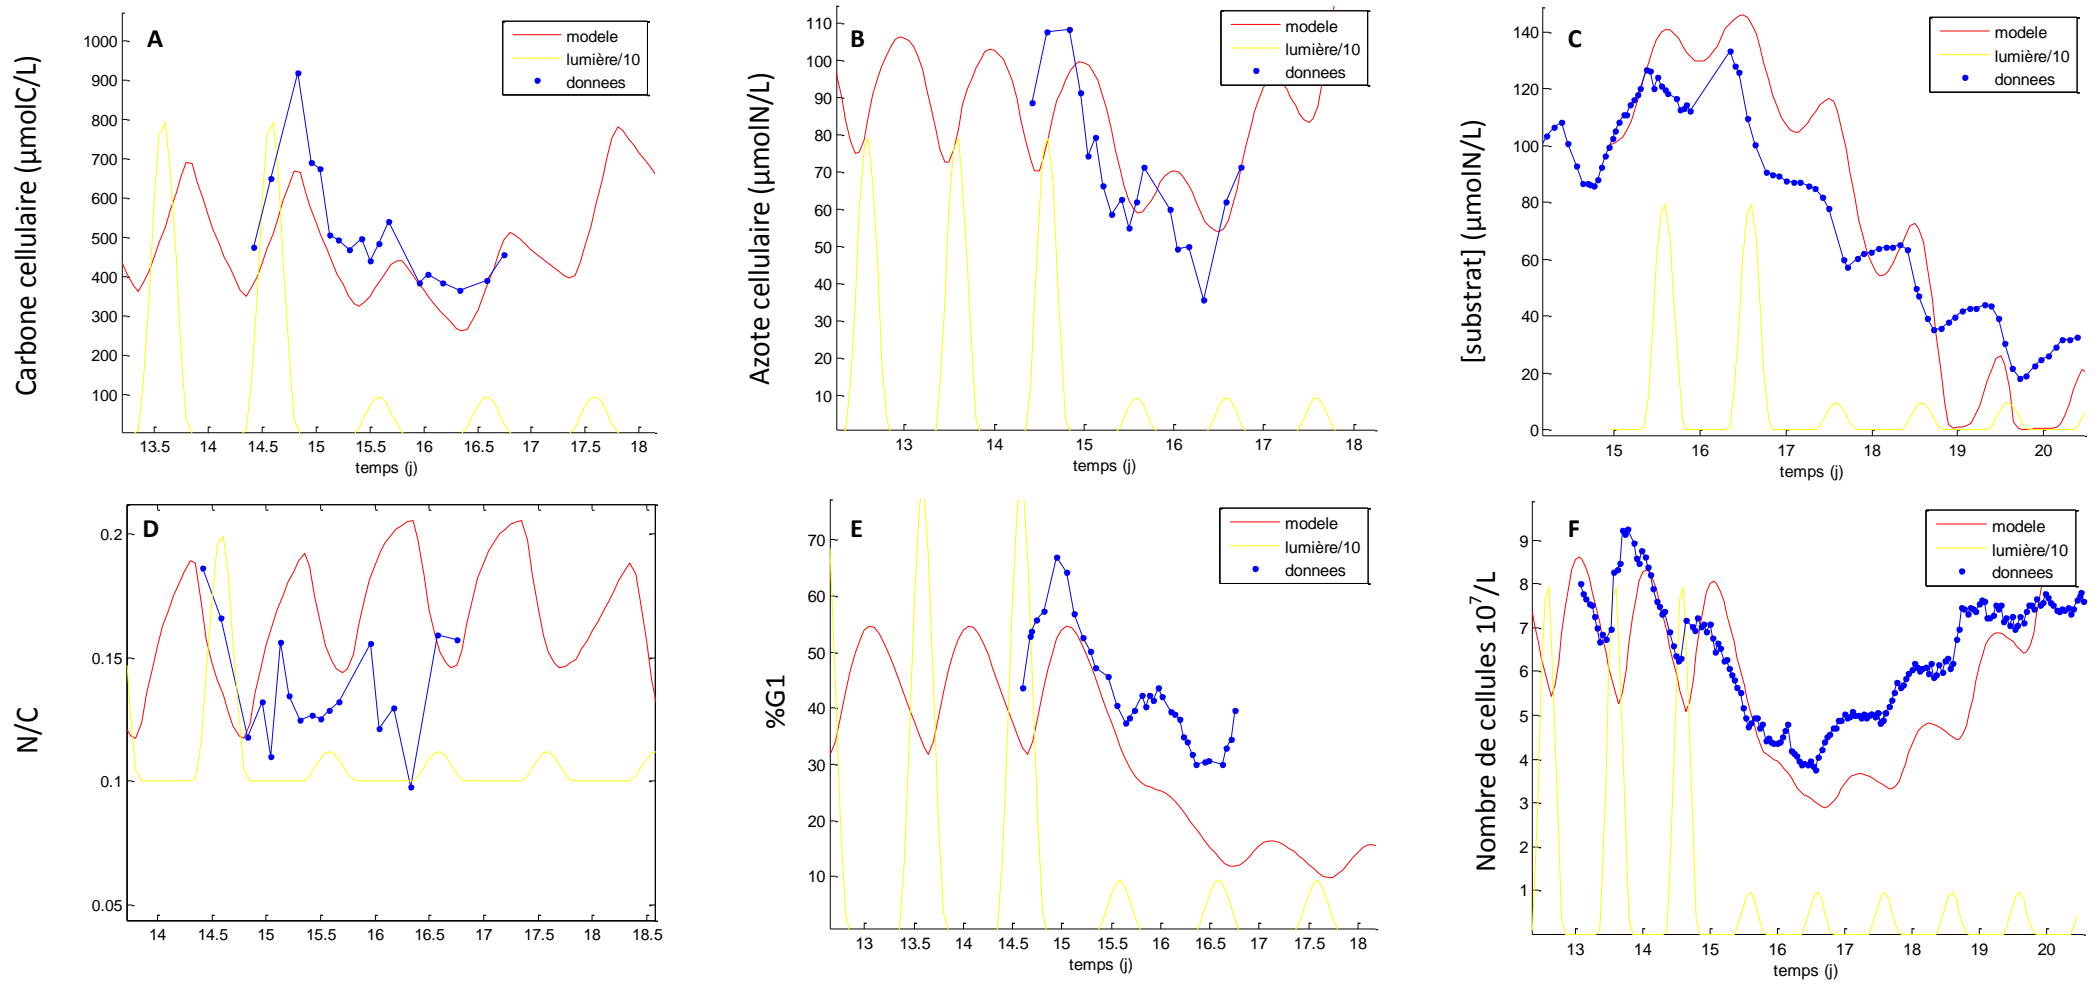 A
Carbone cellulaire (µmolC/L)
1000
900
800
700
600
500
400
300
200
100
13.5 14 14.5 15 15.5 16 16.5 17 17.5 18
temps (j)
modele
lumière/10
donnees
B
Azote cellulaire (µmolN/L)
110
100
90
80
70
60
50
40
30
20
10
13 14 15 16 17 18
temps (j)
modele
lumière/10
donnees
C
[substrat] (µmolN/L)
140
120
100
80
60
40
20
0
15 16 17 18 19 20
temps (j)
modele
lumière/10
donnees
D
N/C
0.2
0.15
0.1
0.05
14 14.5 15 15.5 16 16.5 17 17.5 18 18.5
E
%G1
70
60
50
40
30
20
10
13 13.5 14 14.5 15 15.5 16 16.5 17 17.5 18
temps (j)
modele
lumière/10
donnees
F
Nombre de cellules 10⁷/L
9
8
7
6
5
4
3
2
1
13 14 15 16 17 18 19 20
temps (j)
modele
lumière/10
donnees